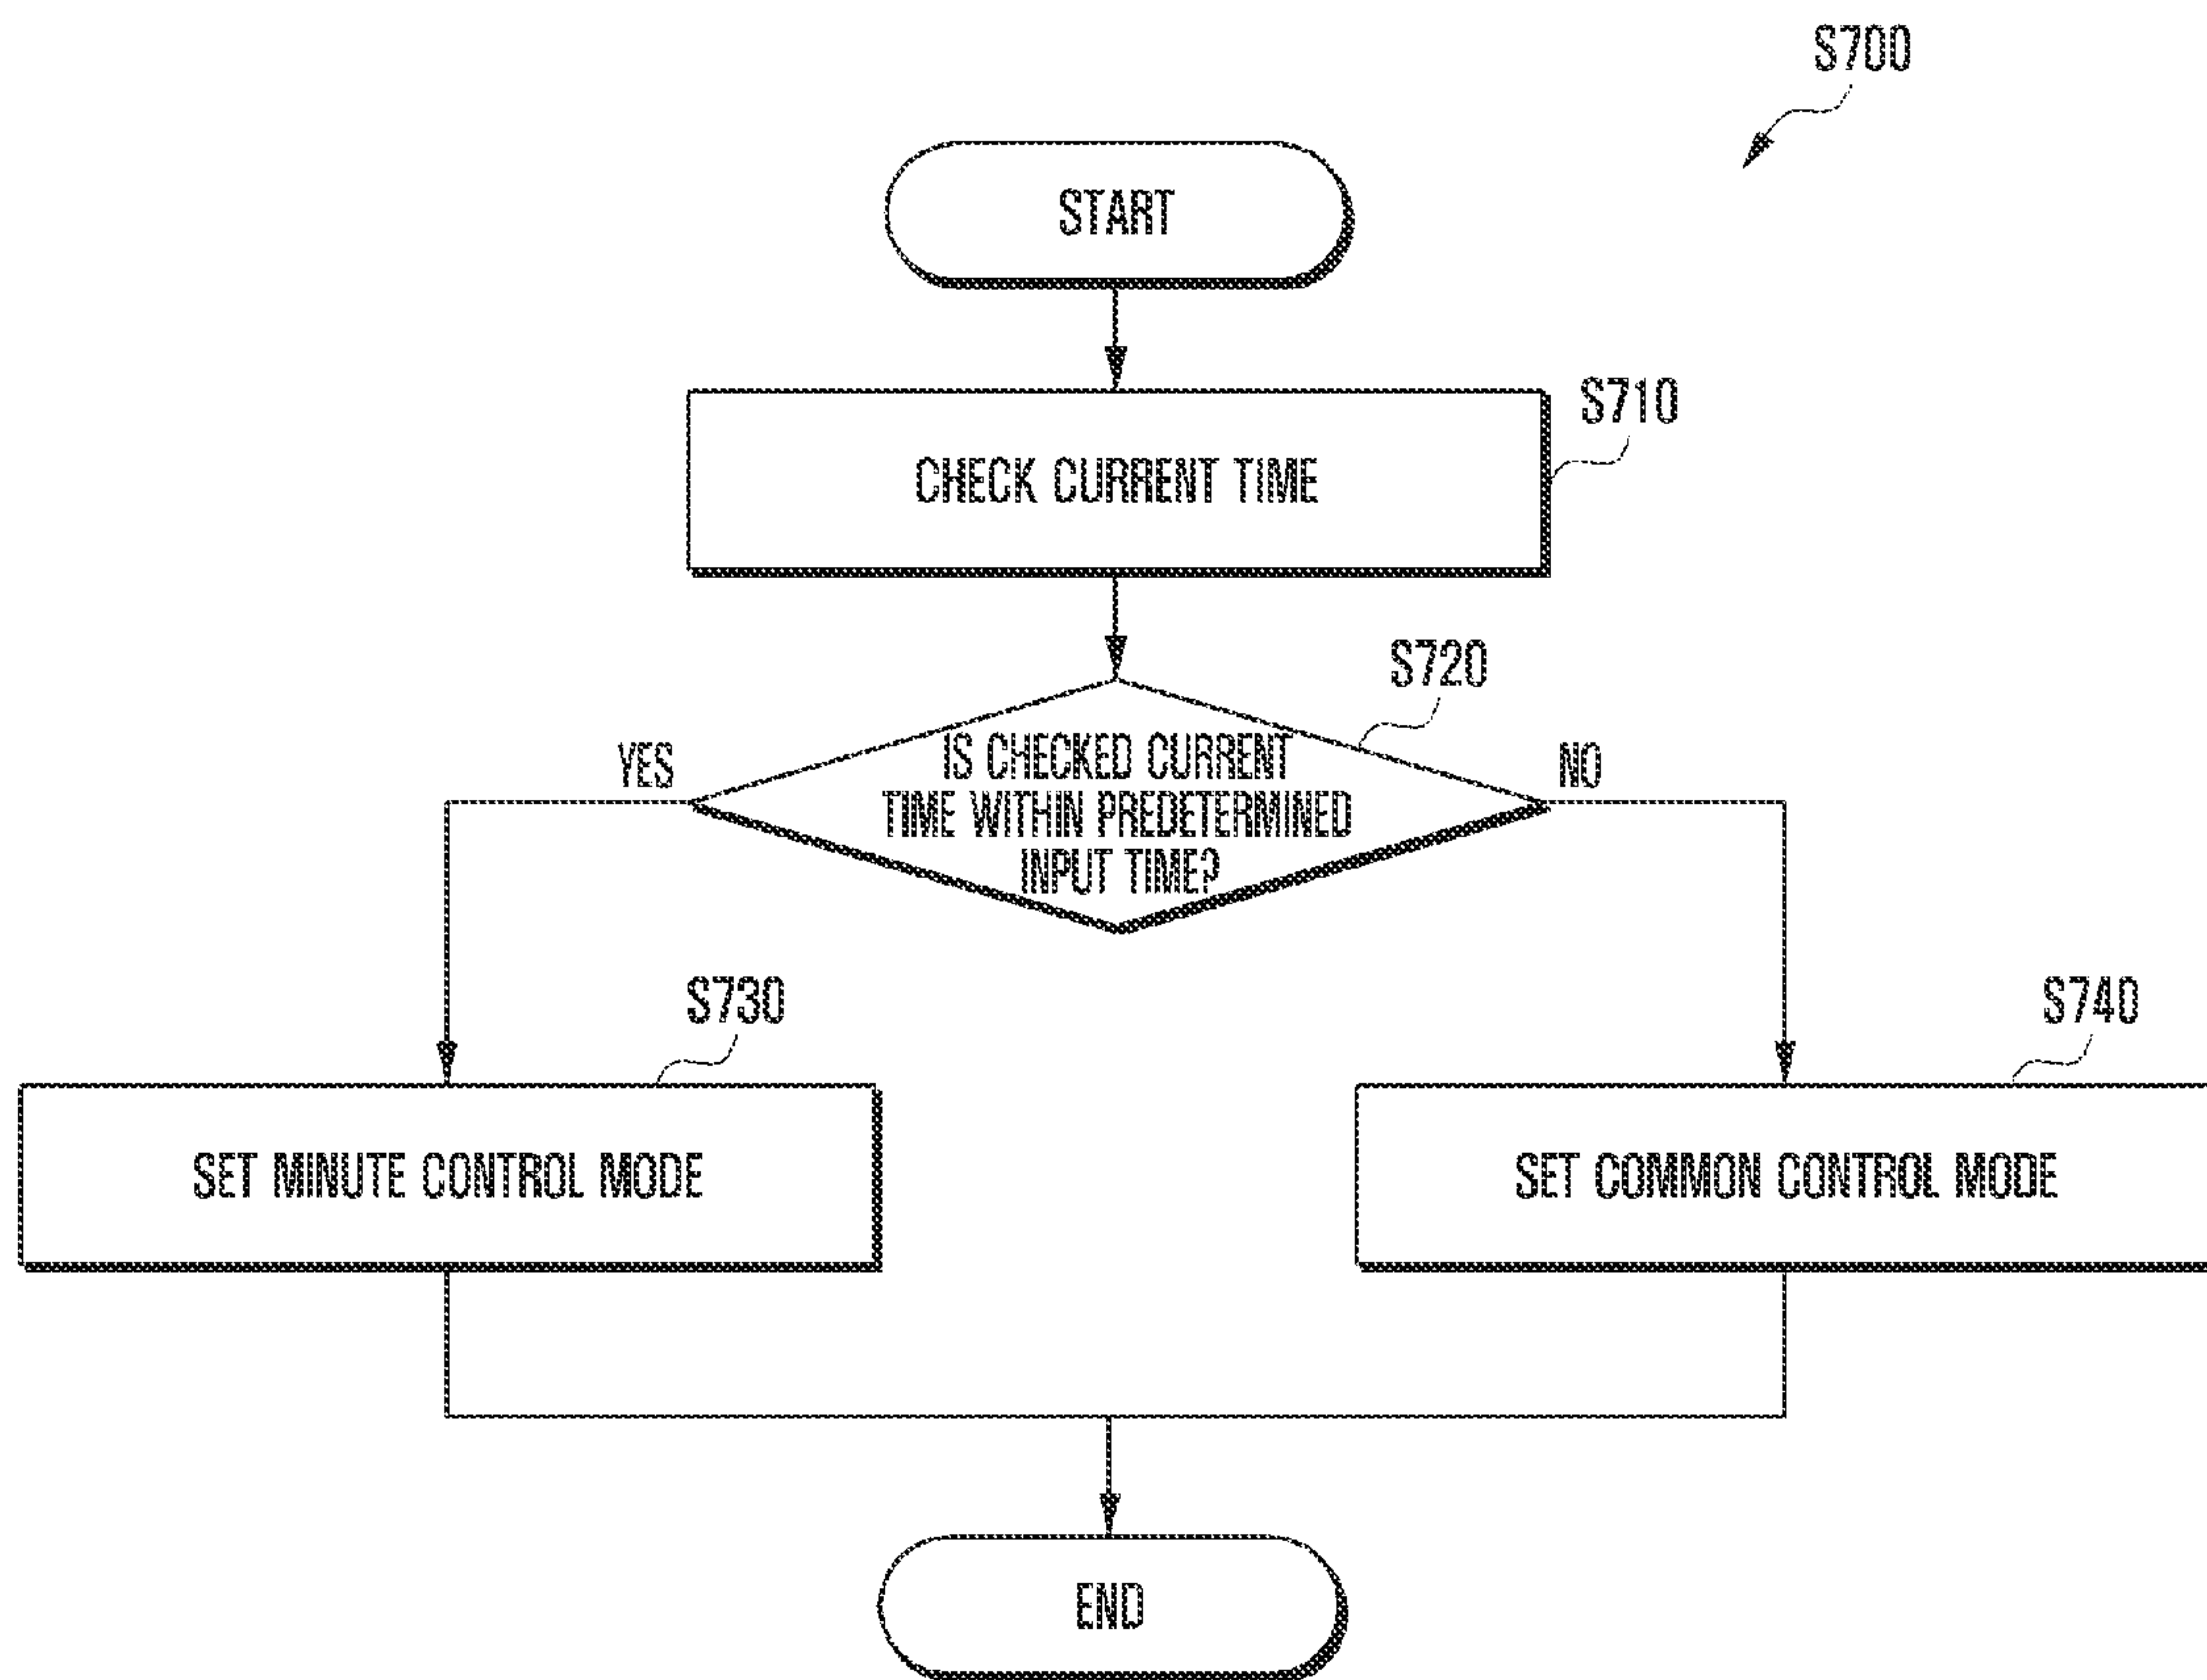 S700
START
S710
CHECK CURRENT TIME
S720
YES
NO
IS CHECKED CURRENT
TIME WITHIN PREDETERMINED
INPUT TIME?
S730
S740
SET MINUTE CONTROL MODE
SET COMMON CONTROL MODE
END